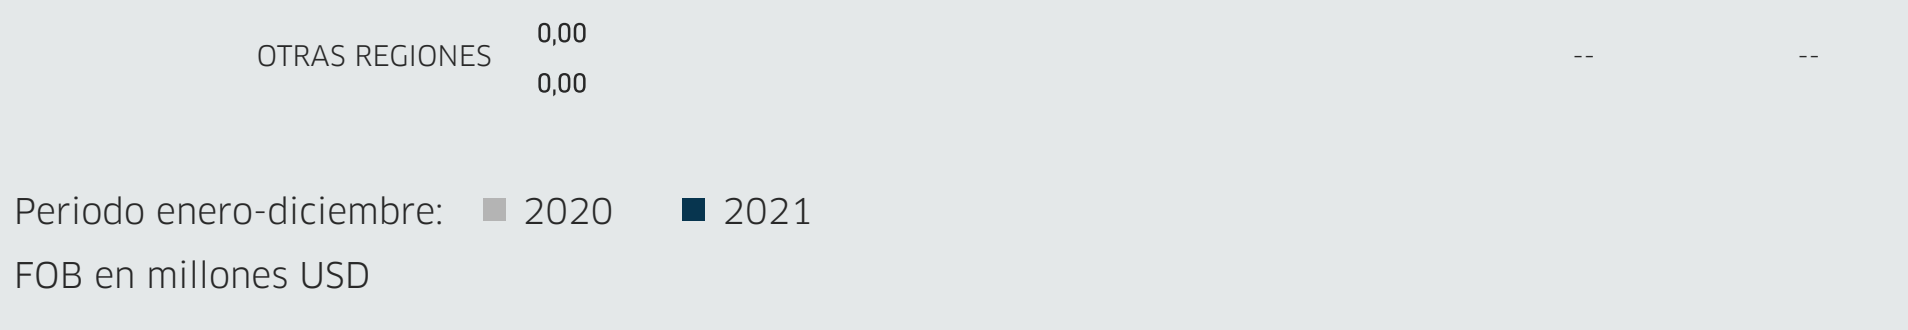 0,00
OTRAS REGIONES -- --
0,00
Periodo enero-diciembre: 2020 2021
FOB en millones USD